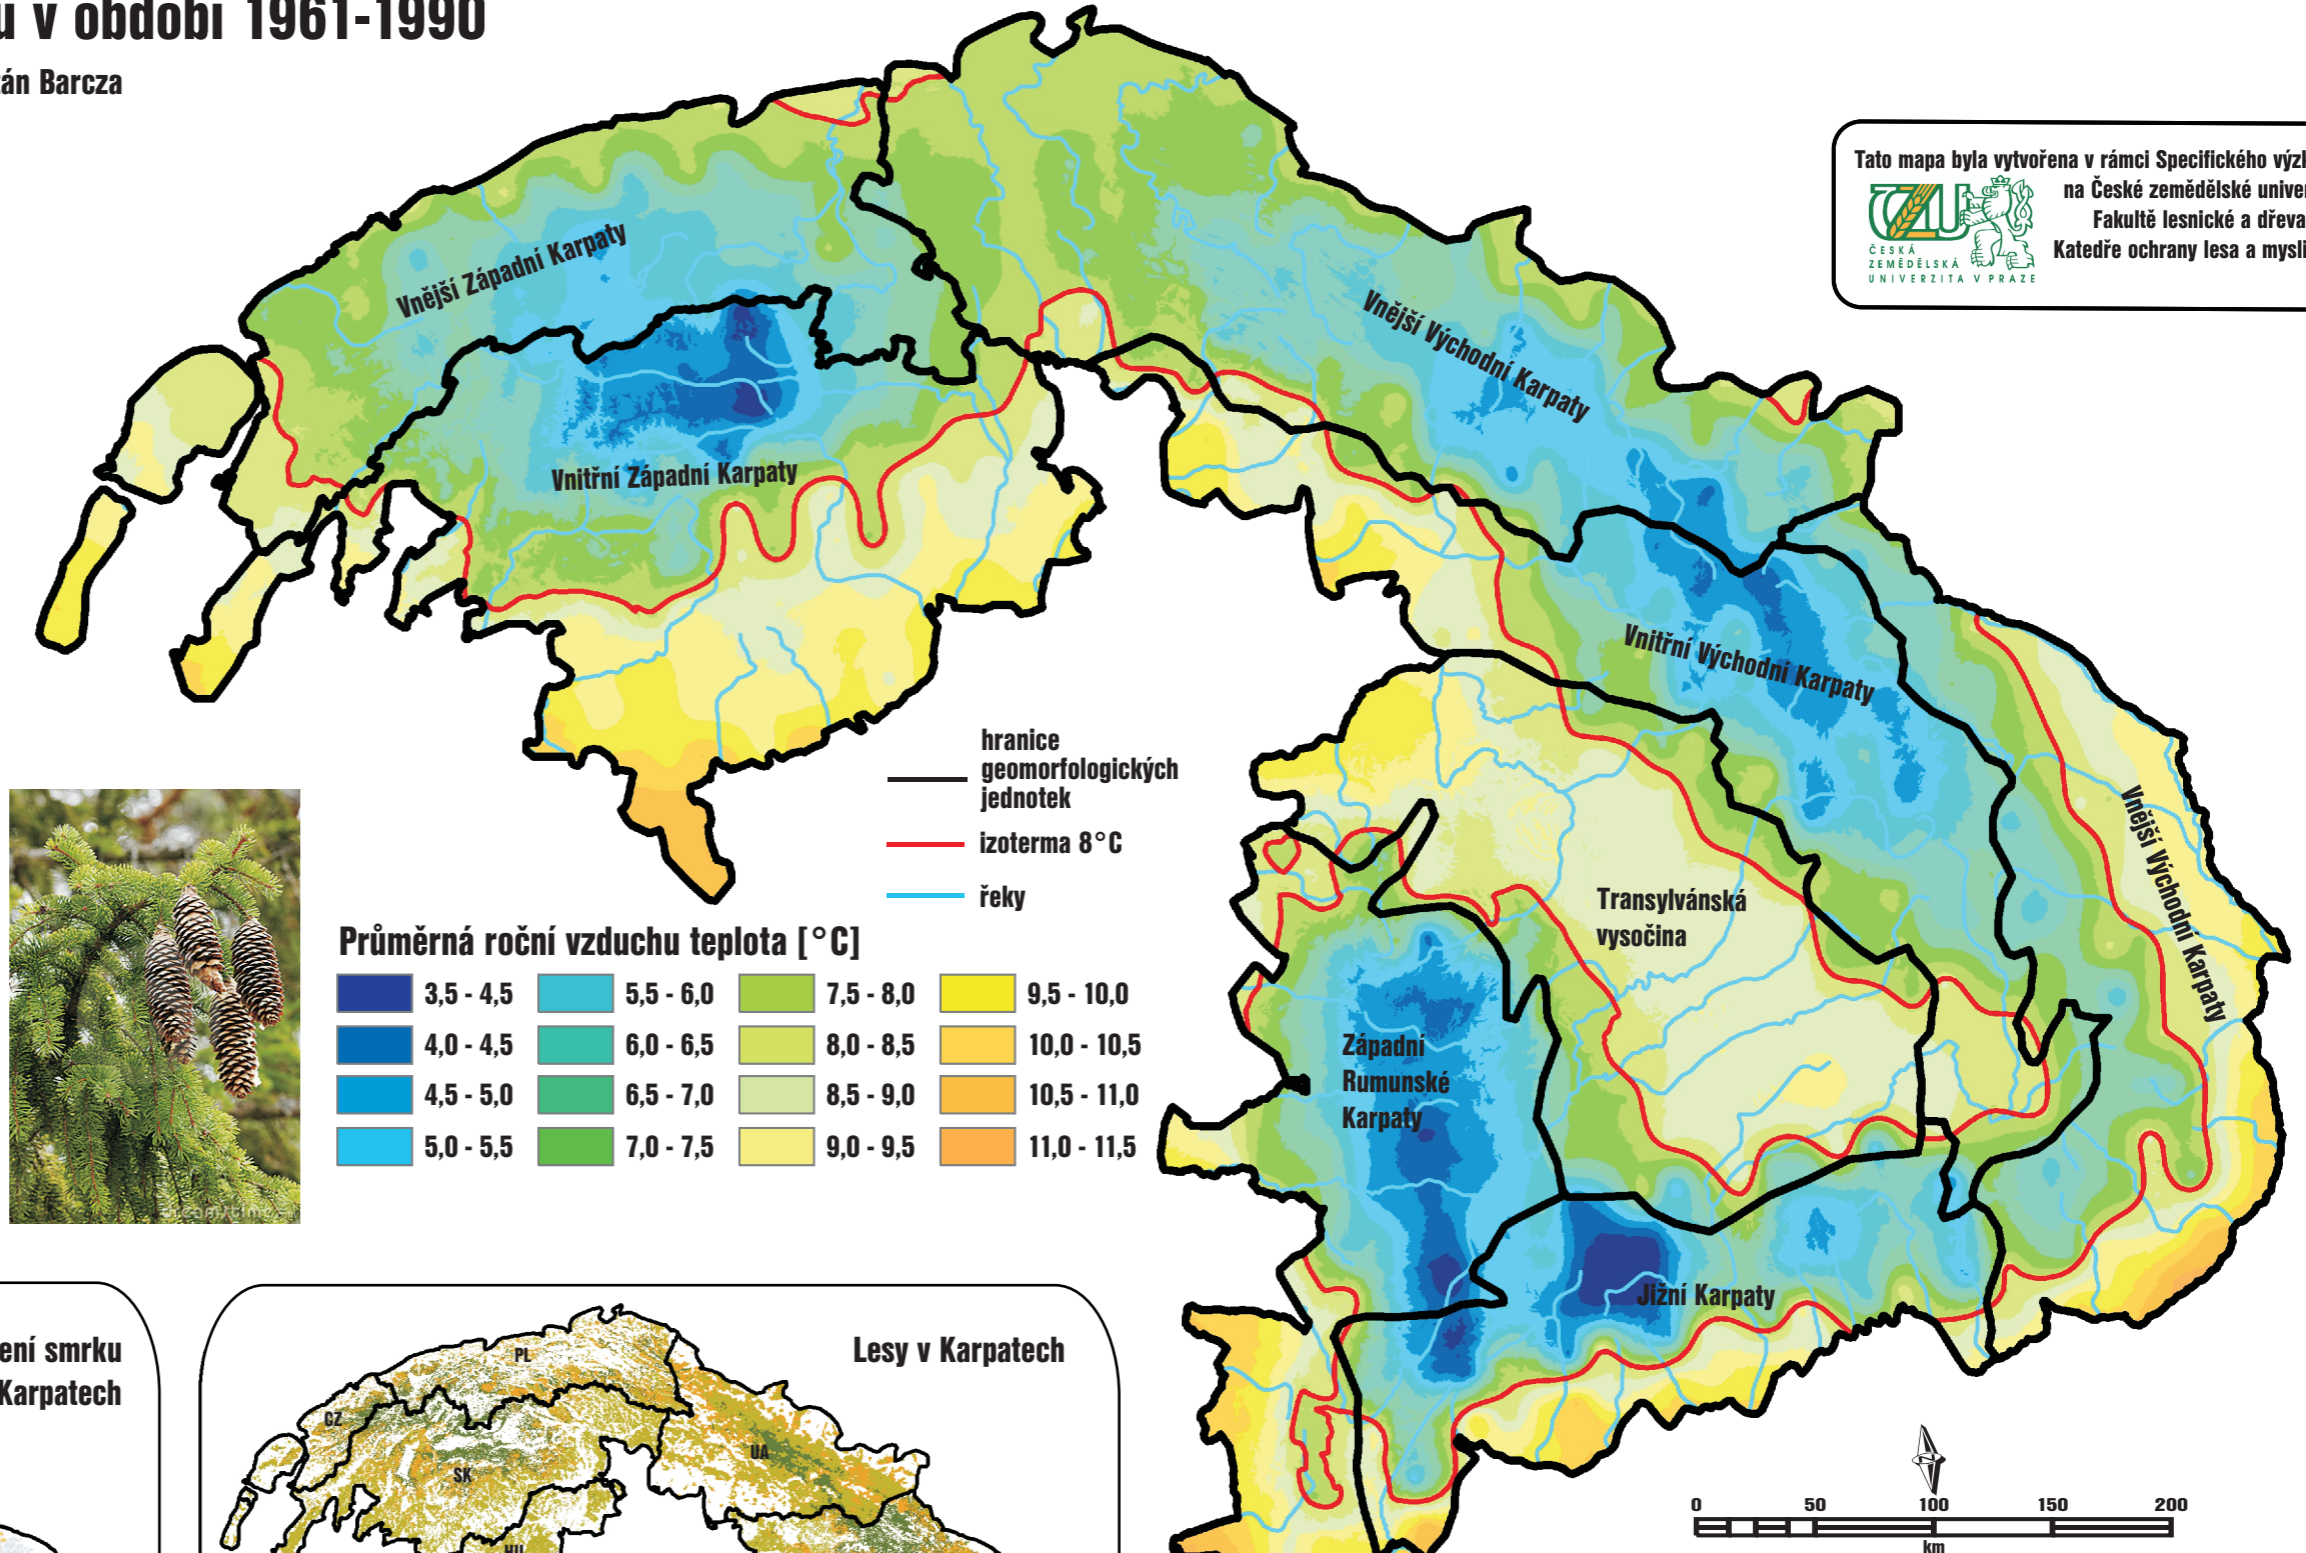 v období 1961-1990
Barcza
Tato mapa byla vytvořena v rámci Specifického
na České zemědělské
Fakultě lesnické a
Katedře ochrany lesa a
ČZU
ČESKÁ
ZEMĚDĚLSKÁ
UNIVERZITA V PRAZE
Vnější Západní Karpaty
Vnitřní Západní Karpaty
Vnější Východní Karpaty
Vnitřní Východní Karpaty
Vnější Východní Karpaty
Transylvánská
vysočina
Západní
Rumunské
Karpaty
Jižní Karpaty
hranice
geomorfologických
jednotek
izoterma 8°C
řeky
Průměrná roční vzduchu teplota [°C]
3,5 - 4,5
5,5 - 6,0
7,5 - 8,0
9,5 - 10,0
4,0 - 4,5
6,0 - 6,5
8,0 - 8,5
10,0 - 10,5
4,5 - 5,0
6,5 - 7,0
8,5 - 9,0
10,5 - 11,0
5,0 - 5,5
7,0 - 7,5
9,0 - 9,5
11,0 - 11,5
smrku
Karpatech
Lesy v Karpatech
PL
CZ
SK
UA
HU
0 50 100 150 200
km